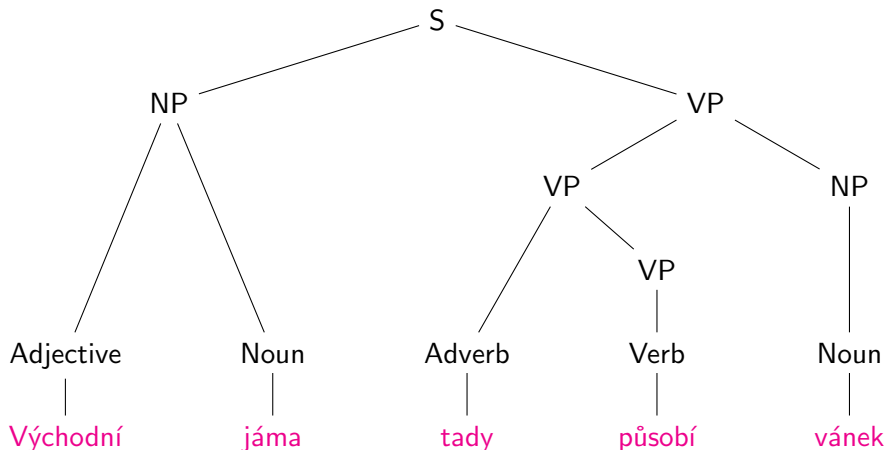 S
NP VP
VP NP
VP
Adjective Noun Adverb Verb Noun
Východní jáma tady působí vánek